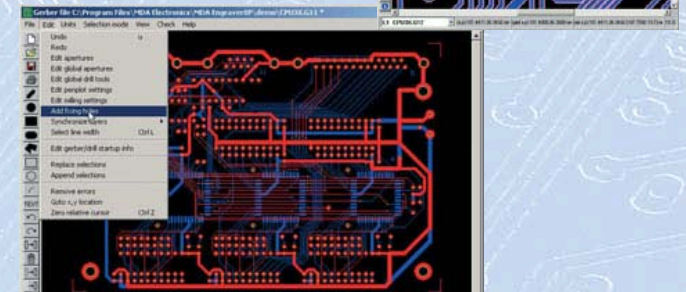 Gerber file C:\Program Files\MDA Electronics\MDA EngraverBP\demo\CPU3X.G11 *
File Edit Units Selection mode View Check Help
Undo u
Redo
Edit apertures
Edit global apertures
Edit global drill tools
Edit penplot settings
Edit milling settings
Add fixing holes
Synchronize layers
Select line width Ctrl L
Edit gerber/drill startup info
Replace selections
Append selections
Remove errors
Goto x,y location
Zero relative cursor Ctrl Z
TEXT